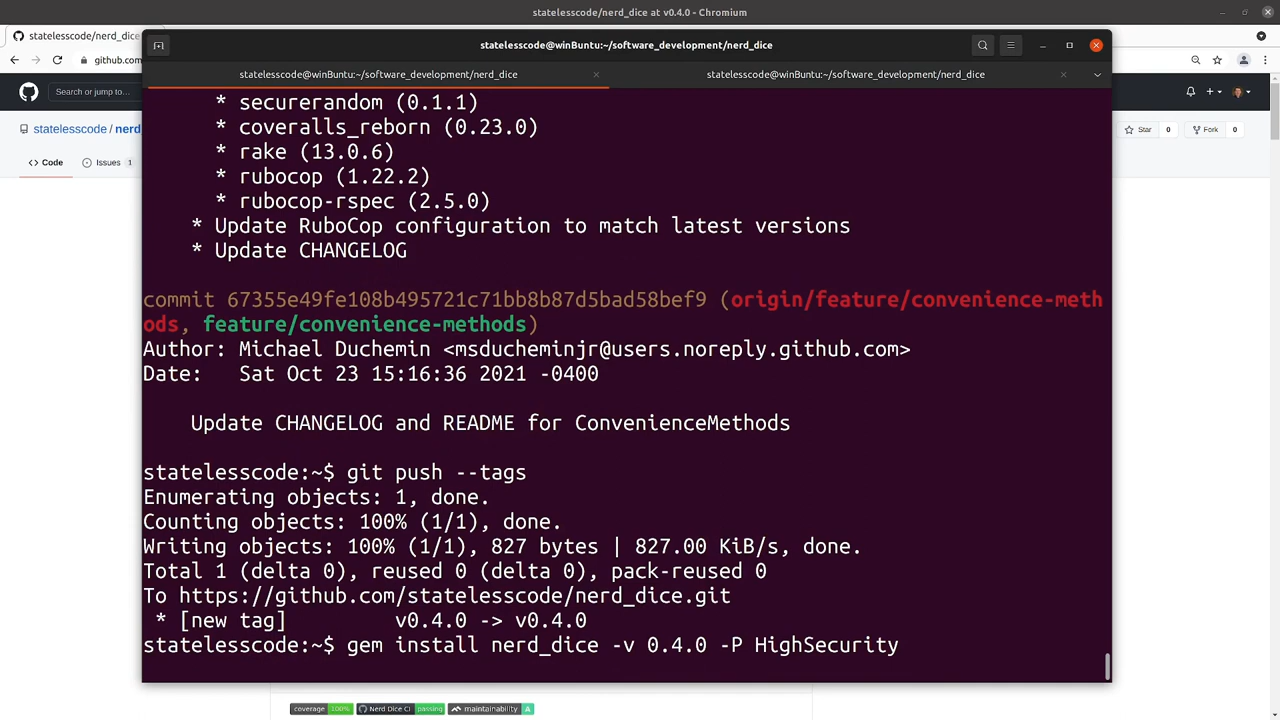 statelesscode/nerd_dice at v0.4.0 - Chromium
statelesscode/nerd_dice
github.com
statelesscode@winBuntu:~/software_development/nerd_dice
statelesscode@winBuntu:~/software_development/nerd_dice
statelesscode@winBuntu:~/software_development/nerd_dice
Search or jump to...
statelesscode / nerd
Star 0
Fork 0
Code
Issues 1
* securerandom (0.1.1)
* coveralls_reborn (0.23.0)
* rake (13.0.6)
* rubocop (1.22.2)
* rubocop-rspec (2.5.0)
* Update RuboCop configuration to match latest versions
* Update CHANGELOG
commit 67355e49fe108b495721c71bb8b87d5bad58bef9 (origin/feature/convenience-meth
ods, feature/convenience-methods)
Author: Michael Duchemin <msducheminjr@users.noreply.github.com>
Date:   Sat Oct 23 15:16:36 2021 -0400
Update CHANGELOG and README for ConvenienceMethods
statelesscode:~$ git push --tags
Enumerating objects: 1, done.
Counting objects: 100% (1/1), done.
Writing objects: 100% (1/1), 827 bytes | 827.00 KiB/s, done.
Total 1 (delta 0), reused 0 (delta 0), pack-reused 0
To https://github.com/statelesscode/nerd_dice.git
* [new tag]         v0.4.0 -> v0.4.0
statelesscode:~$ gem install nerd_dice -v 0.4.0 -P HighSecurity
coverage 100% Nerd Dice CI passing maintainability A